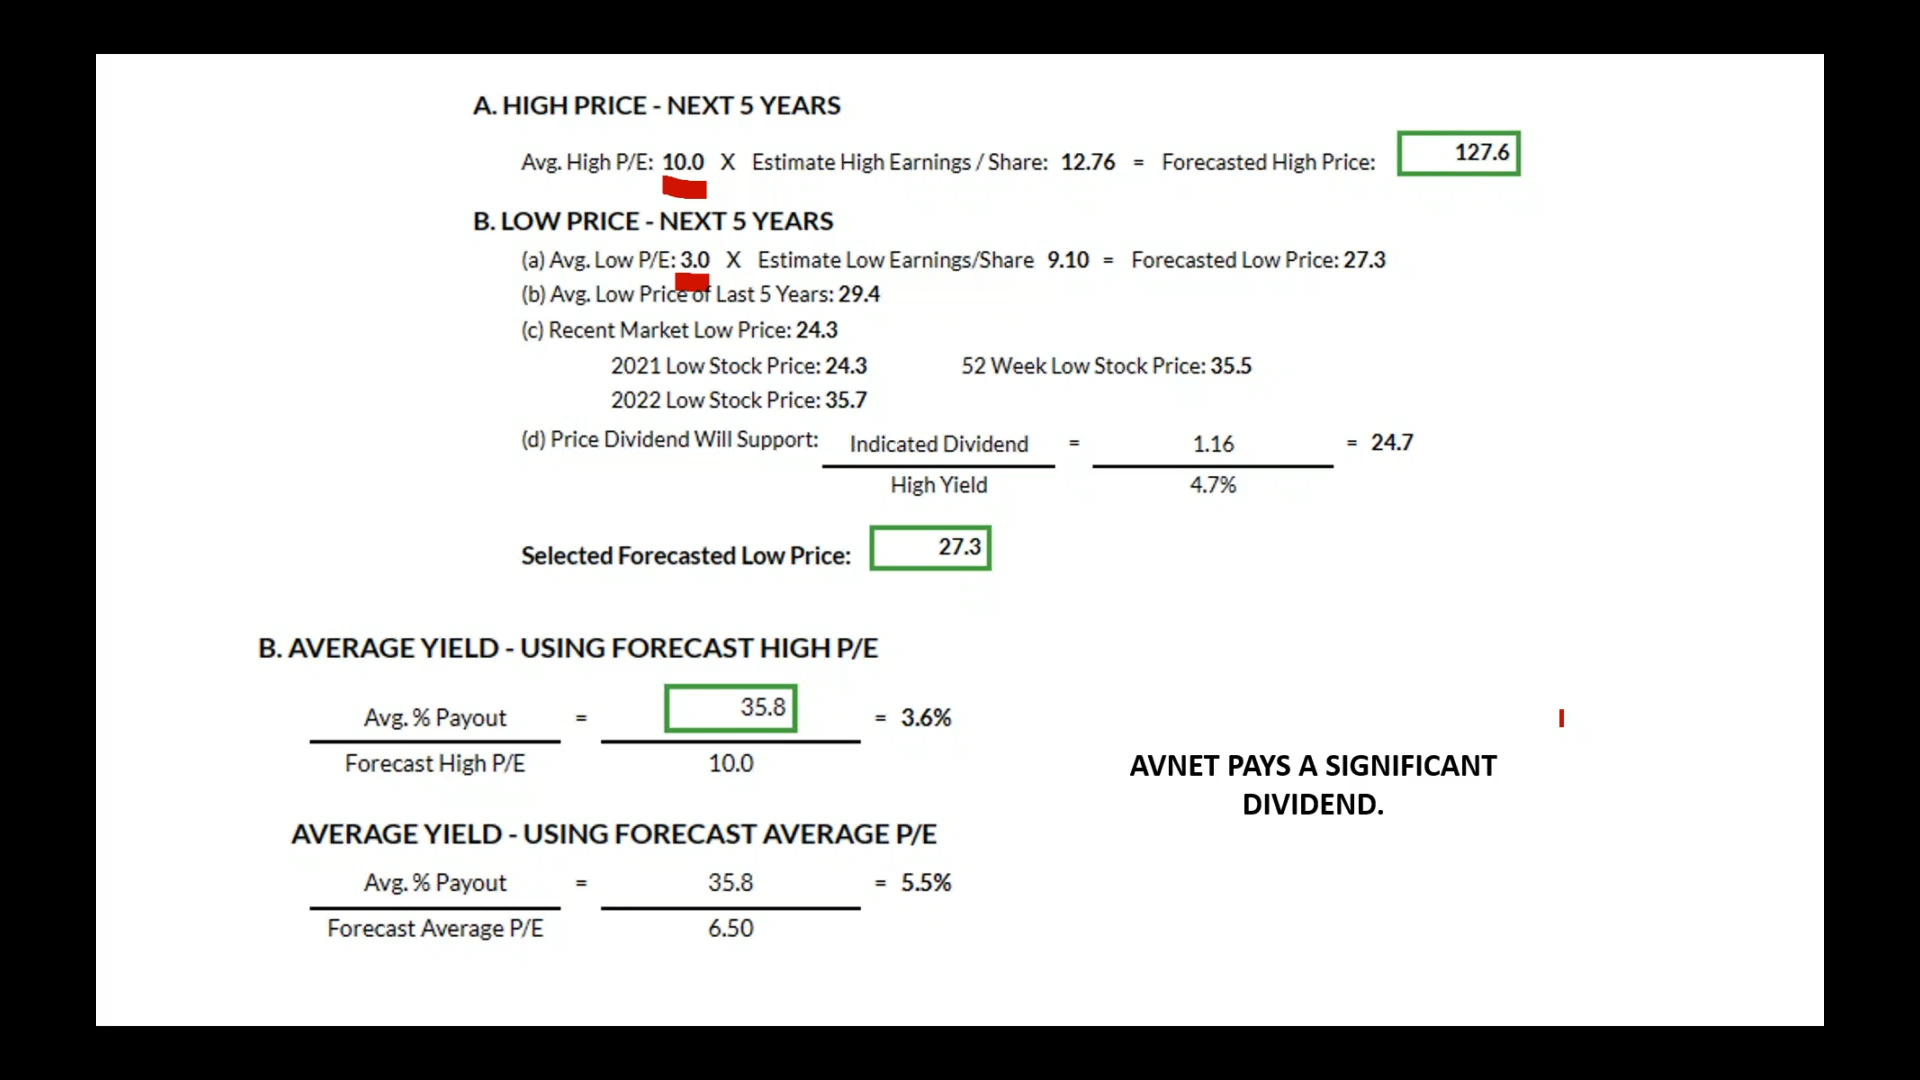 A. HIGH PRICE - NEXT 5 YEARS
Avg. High P/E: 10.0 X Estimate High Earnings / Share: 12.76 = Forecasted High Price: 127.6
B. LOW PRICE - NEXT 5 YEARS
(a) Avg. Low P/E: 3.0 X Estimate Low Earnings/Share 9.10 = Forecasted Low Price: 27.3
(b) Avg. Low Price of Last 5 Years: 29.4
(c) Recent Market Low Price: 24.3
2021 Low Stock Price: 24.3 52 Week Low Stock Price: 35.5
2022 Low Stock Price: 35.7
(d) Price Dividend Will Support: Indicated Dividend = 1.16 = 24.7
High Yield 4.7%
Selected Forecasted Low Price: 27.3
B. AVERAGE YIELD - USING FORECAST HIGH P/E
Avg. % Payout = 35.8 = 3.6%
Forecast High P/E 10.0
AVNET PAYS A SIGNIFICANT
DIVIDEND.
AVERAGE YIELD - USING FORECAST AVERAGE P/E
Avg. % Payout = 35.8 = 5.5%
Forecast Average P/E 6.50